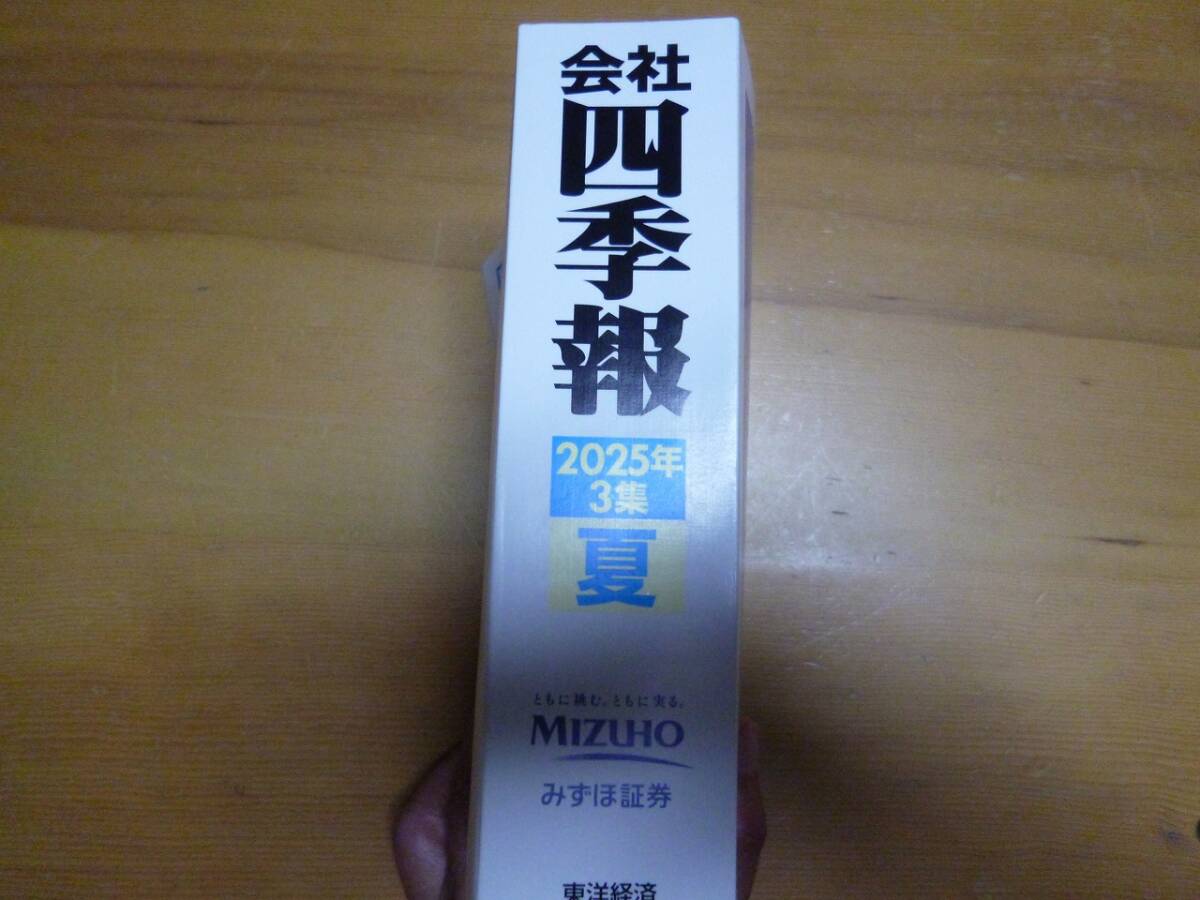 会社
四季報
2025年
3集
夏
ともに挑む。ともに実る。
MIZUHO
みずほ証券
東洋経済